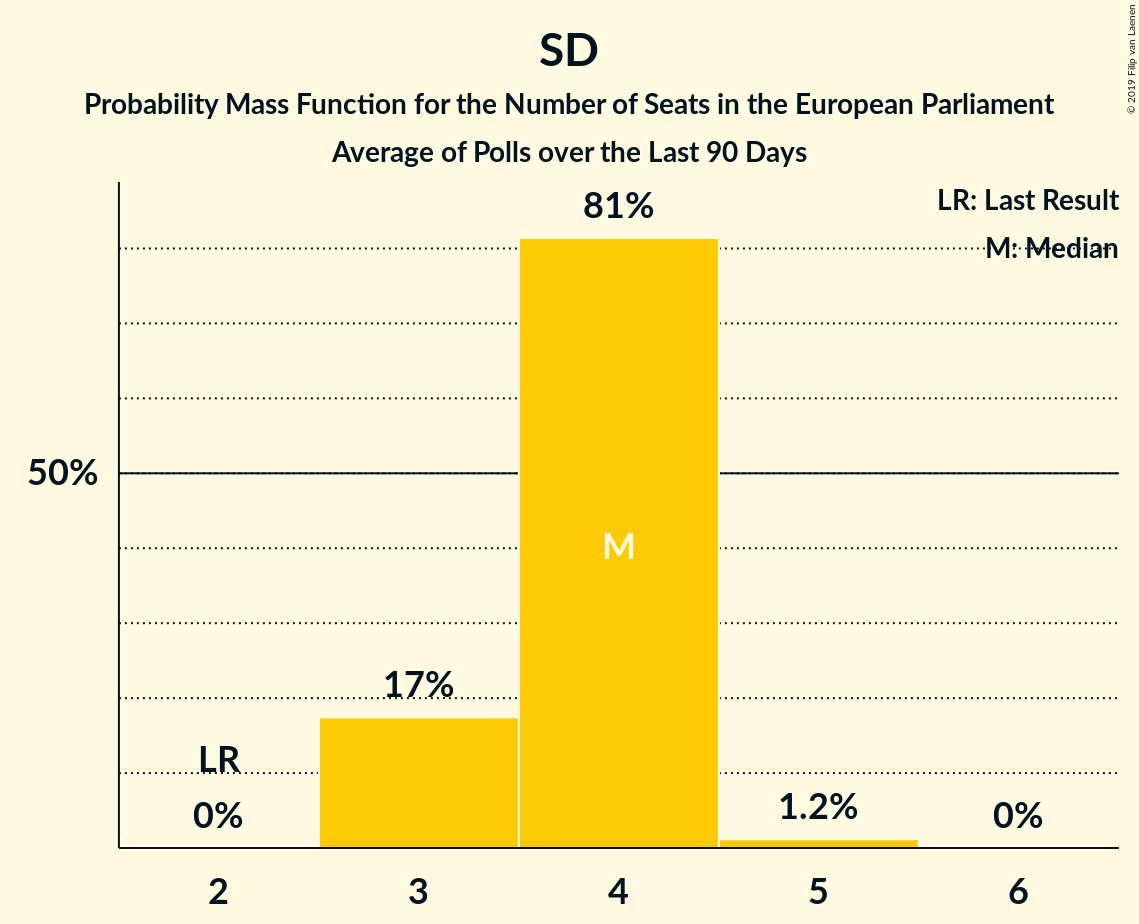 SD
Probability Mass Function for the Number of Seats in the European Parliament
Average of Polls over the Last 90 Days
© 2019 Filip van Laenen
LR: Last Result
M: Median
81%
50%
M
17%
LR
0%
1.2%
0%
2 3 4 5 6